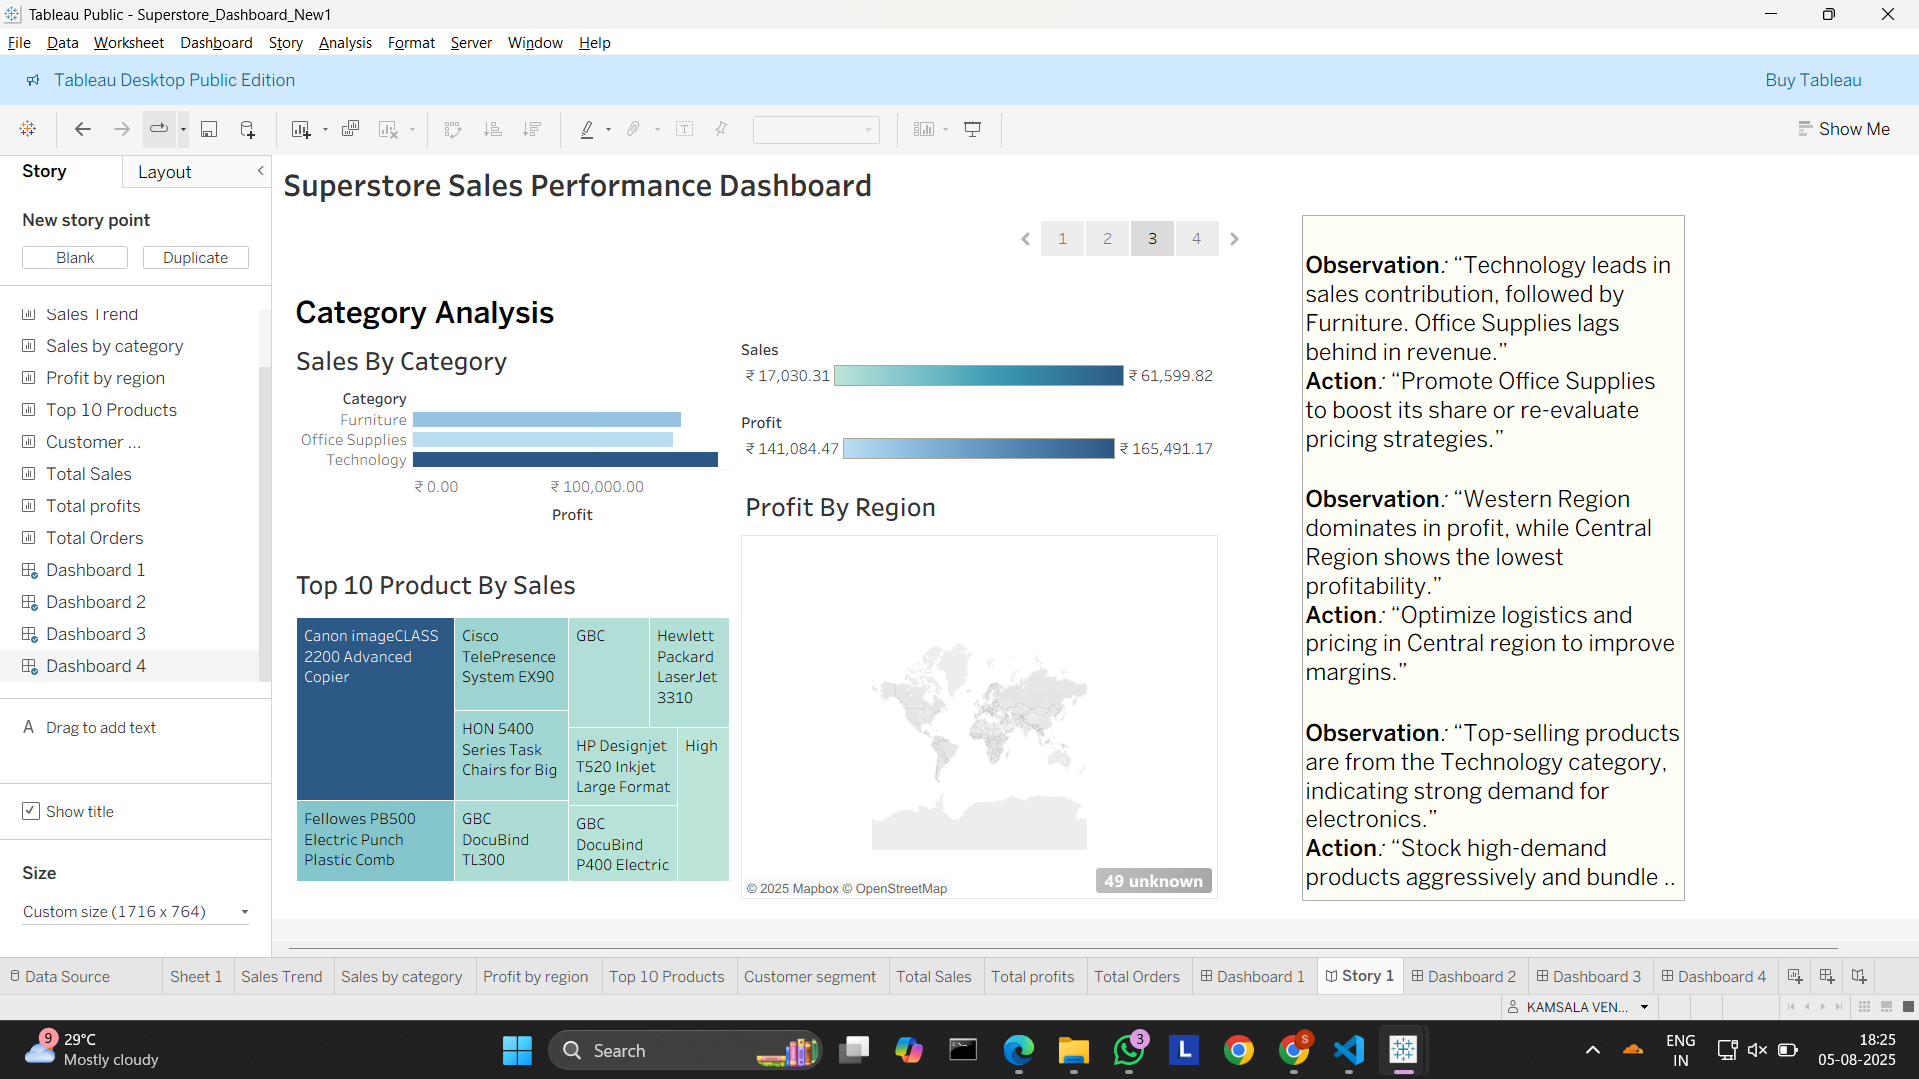 Tableau Public - Superstore_Dashboard_New1
File Data Worksheet Dashboard Story Analysis Format Server Window Help
Tableau Desktop Public Edition
Buy Tableau
Show Me
Story
Layout
New story point
Blank
Duplicate
Sales Trend
Sales by category
Profit by region
Top 10 Products
Customer ...
Total Sales
Total profits
Total Orders
Dashboard 1
Dashboard 2
Dashboard 3
Dashboard 4
A Drag to add text
Show title
Size
Custom size (1716 x 764)
Superstore Sales Performance Dashboard
1 2 3 4
Category Analysis
Sales By Category
Category
Furniture
Office Supplies
Technology
₹ 0.00
₹ 100,000.00
Profit
Sales
₹ 17,030.31
₹ 61,599.82
Profit
₹ 141,084.47
₹ 165,491.17
Top 10 Product By Sales
Canon imageCLASS
2200 Advanced
Copier
Fellowes PB500
Electric Punch
Plastic Comb
Cisco
TelePresence
System EX90
HON 5400
Series Task
Chairs for Big
GBC
DocuBind
TL300
GBC
Hewlett
Packard
LaserJet
3310
HP Designjet
T520 Inkjet
Large Format
GBC
DocuBind
P400 Electric
High
Profit By Region
© 2025 Mapbox © OpenStreetMap
49 unknown
Observation: “Technology leads in
sales contribution, followed by
Furniture. Office Supplies lags
behind in revenue.”
Action: “Promote Office Supplies
to boost its share or re-evaluate
pricing strategies.”
Observation: “Western Region
dominates in profit, while Central
Region shows the lowest
profitability.”
Action: “Optimize logistics and
pricing in Central region to improve
margins.”
Observation: “Top-selling products
are from the Technology category,
indicating strong demand for
electronics.”
Action: “Stock high-demand
products aggressively and bundle ..
Data Source
Sheet 1
Sales Trend
Sales by category
Profit by region
Top 10 Products
Customer segment
Total Sales
Total profits
Total Orders
Dashboard 1
Story 1
Dashboard 2
Dashboard 3
Dashboard 4
KAMSALA VEN...
9
29°C
Mostly cloudy
Search
3
L
S
ENG
IN
18:25
05-08-2025